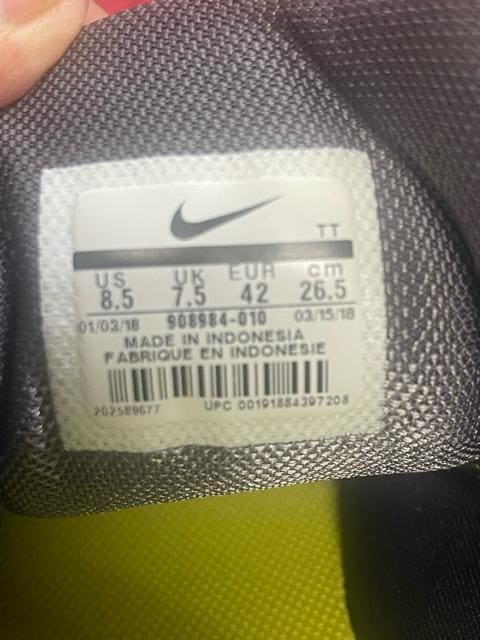 TT
US UK EUR cm
8.5 7.5 42 26.5
01/03/18 908984-010 03/15/18
MADE IN INDONESIA
FABRIQUE EN INDONESIE
202589677 UPC 00191884397208